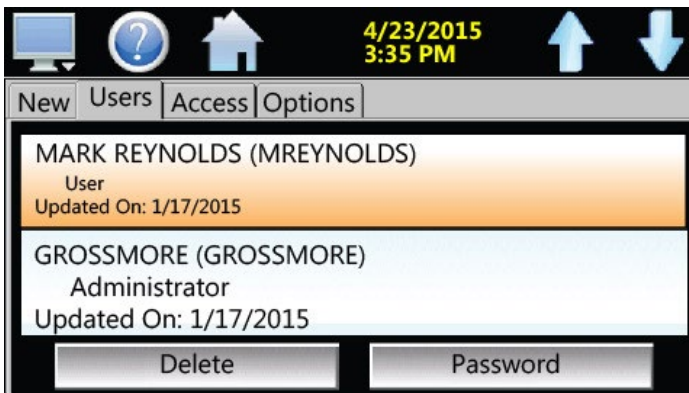 ?
4/23/2015
3:35 PM
New Users Access Options
MARK REYNOLDS (MREYNOLDS)
User
Updated On: 1/17/2015
GROSSMORE (GROSSMORE)
Administrator
Updated On: 1/17/2015
Delete Password